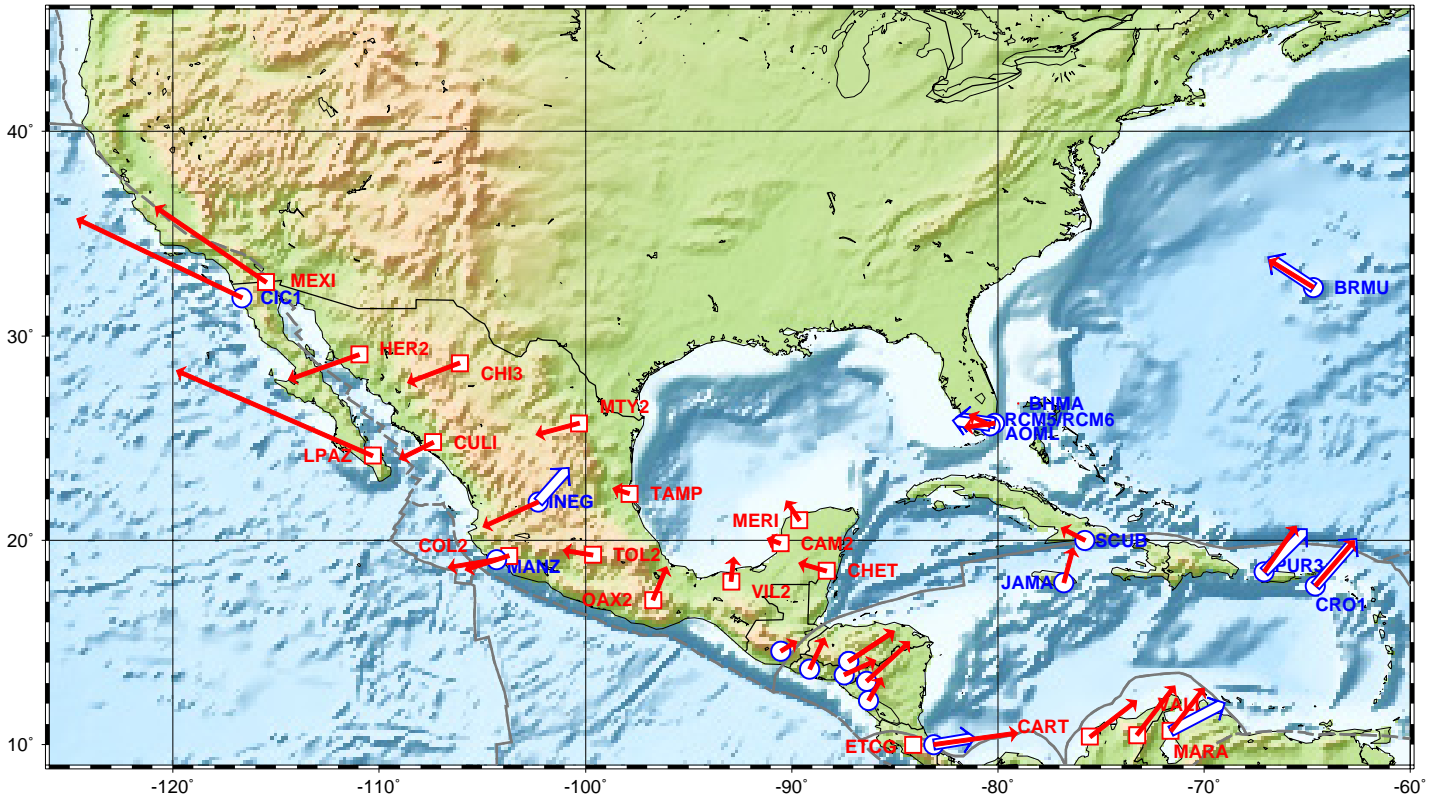 40°
30°
20°
10°
MEXI
CIC1
BRMU
HER2
CHI3
MTY2
BHMA
RCM5/RCM6
AOML
CULI
LPAZ
INEG
TAMP
MERI
COL2
TOL2
CAM2
SCUB
MANZ
CHET
PUR3
JAMA
OAX2
VIL2
CRO1
CART
ETCG
MARA
-120°
-110°
-100°
-90°
-80°
-70°
-60°